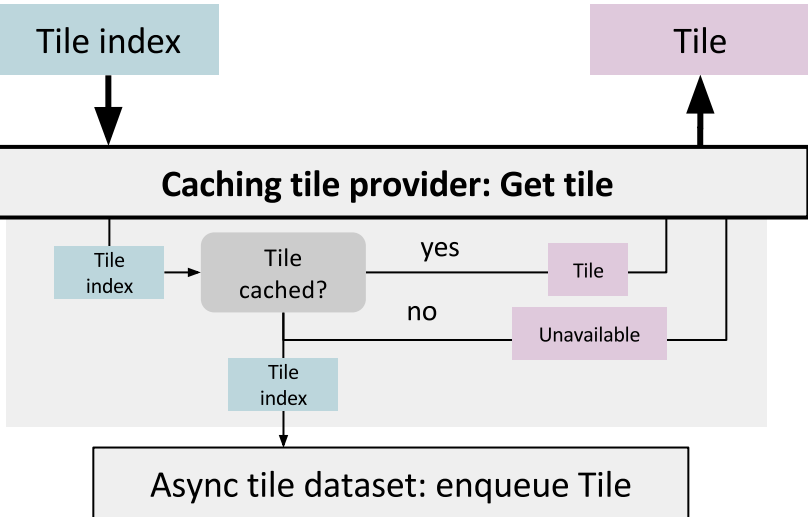 Tile index
Tile
Caching tile provider: Get tile
Tile
index
Tile
cached?
yes
Tile
no
Unavailable
Tile
index
Async tile dataset: enqueue Tile